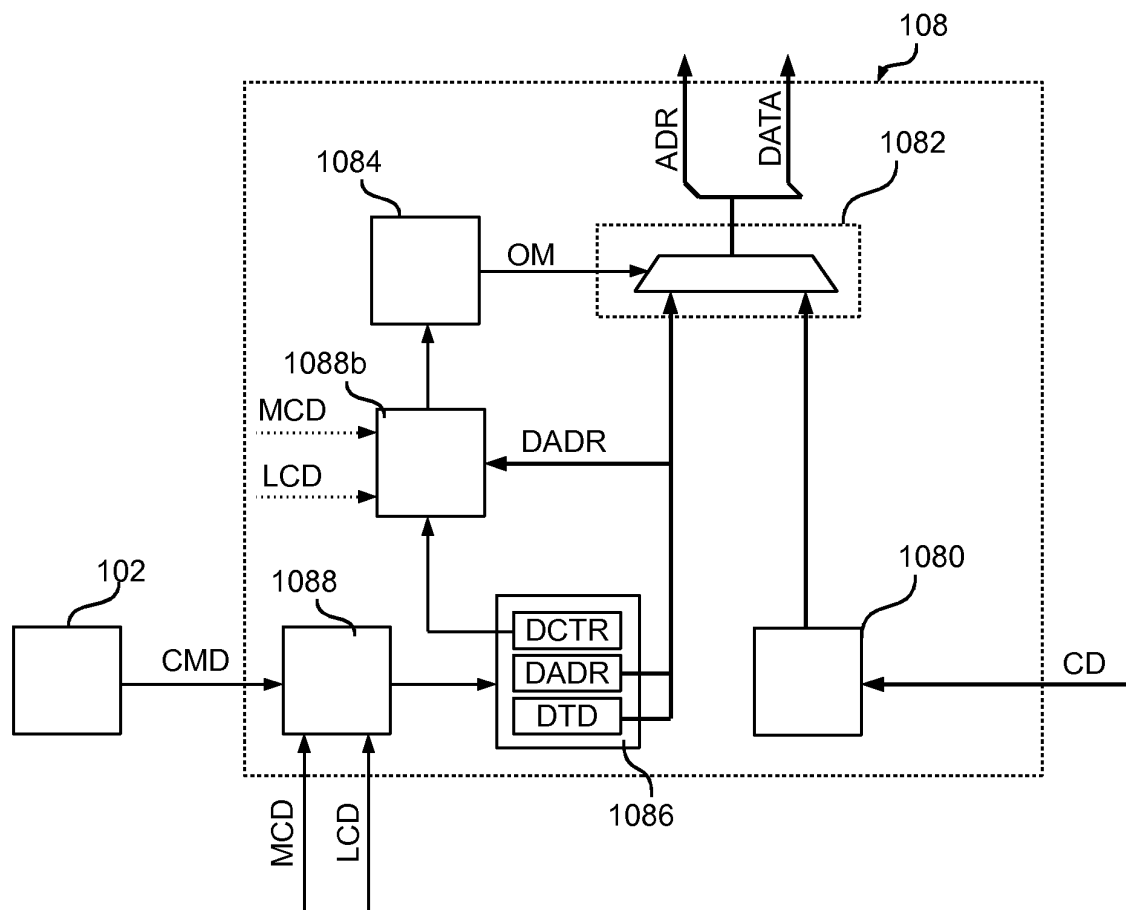 108
ADR
DATA
1082
1084
OM
1088b
MCD
DADR
LCD
102
1088
1080
DCTR
CMD
DADR
CD
DTD
1086
MCD
LCD